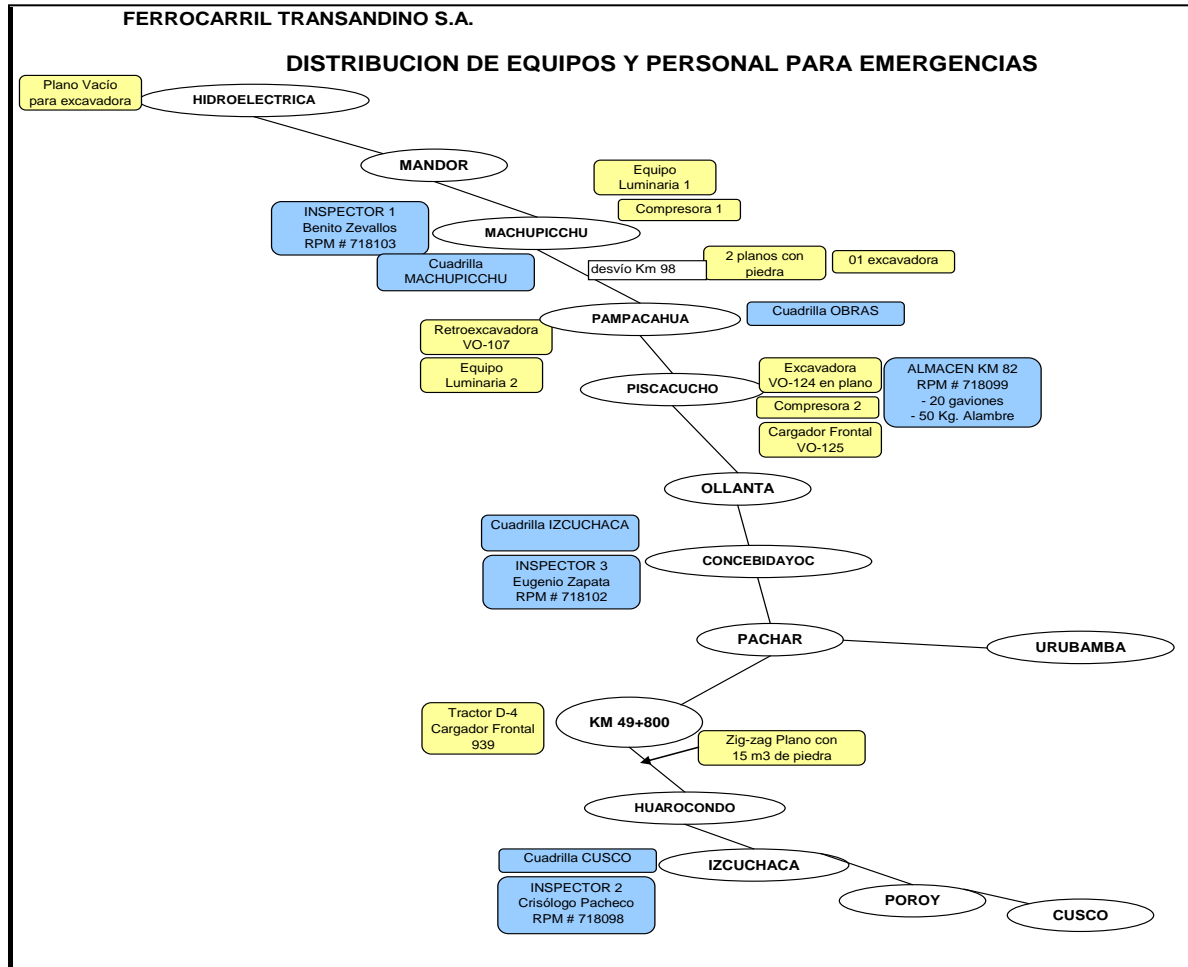 FERROCARRIL TRANSANDINO S.A.
DISTRIBUCION DE EQUIPOS Y PERSONAL PARA EMERGENCIAS
Plano Vacío
para excavadora
HIDROELECTRICA
MANDOR
Equipo
Luminaria 1
Compresora 1
INSPECTOR 1
Benito Zevallos
RPM # 718103
MACHUPICCHU
Cuadrilla
MACHUPICCHU
desvío Km 98
2 planos con
piedra
01 excavadora
PAMPACAHUA
Cuadrilla OBRAS
Retroexcavadora
VO-107
Equipo
Luminaria 2
PISCACUCHO
Excavadora
VO-124 en plano
Compresora 2
Cargador Frontal
VO-125
ALMACEN KM 82
RPM # 718099
- 20 gaviones
- 50 Kg. Alambre
OLLANTA
Cuadrilla IZCUCHACA
INSPECTOR 3
Eugenio Zapata
RPM # 718102
CONCEBIDAYOC
PACHAR
URUBAMBA
Tractor D-4
Cargador Frontal
939
KM 49+800
Zig-zag Plano con
15 m3 de piedra
HUAROCONDO
Cuadrilla CUSCO
INSPECTOR 2
Crisólogo Pacheco
RPM # 718098
IZCUCHACA
POROY
CUSCO